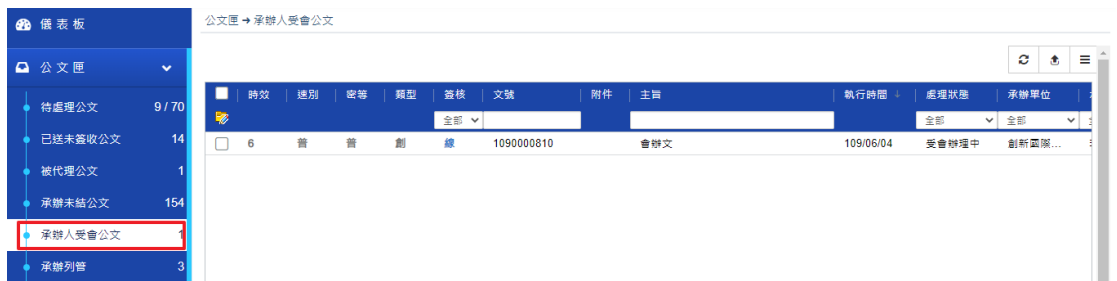 儀表板
公文匣
待處理公文 9 / 70
已送未簽收公文 14
被代理公文 1
承辦未結公文 154
承辦人受會公文 1
承辦列管 3
公文匣 ➔ 承辦人受會公文
時效 速別 密等 類型 簽核 文號 附件 主旨 執行時間 ↓ 處理狀態 承辦單位
全部 全部 全部
6 普 普 創 線 1090000810 會辦文 109/06/04 受會辦理中 創新國際...